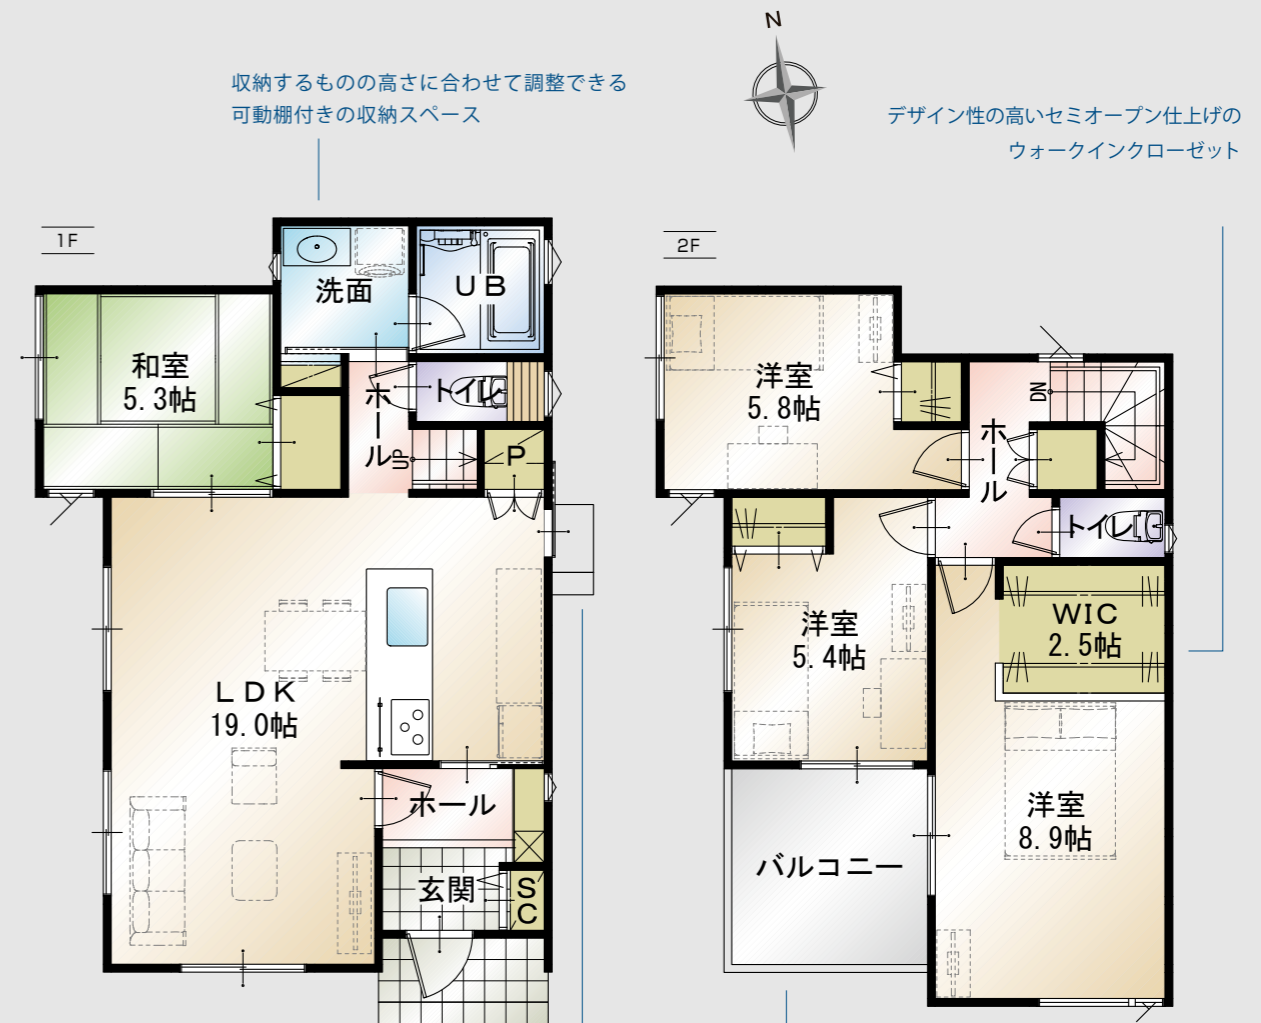 N
収納するものの高さに合わせて調整できる
可動棚付きの収納スペース
デザイン性の高いセミオープン仕上げの
ウォークインクローゼット
1F
洗面
UB
和室
5.3帖
トイレ
ホール
UP
P
LDK
19.0帖
ホール
玄関
SC
2F
洋室
5.8帖
DN
ホール
トイレ
洋室
5.4帖
WIC
2.5帖
洋室
8.9帖
バルコニー